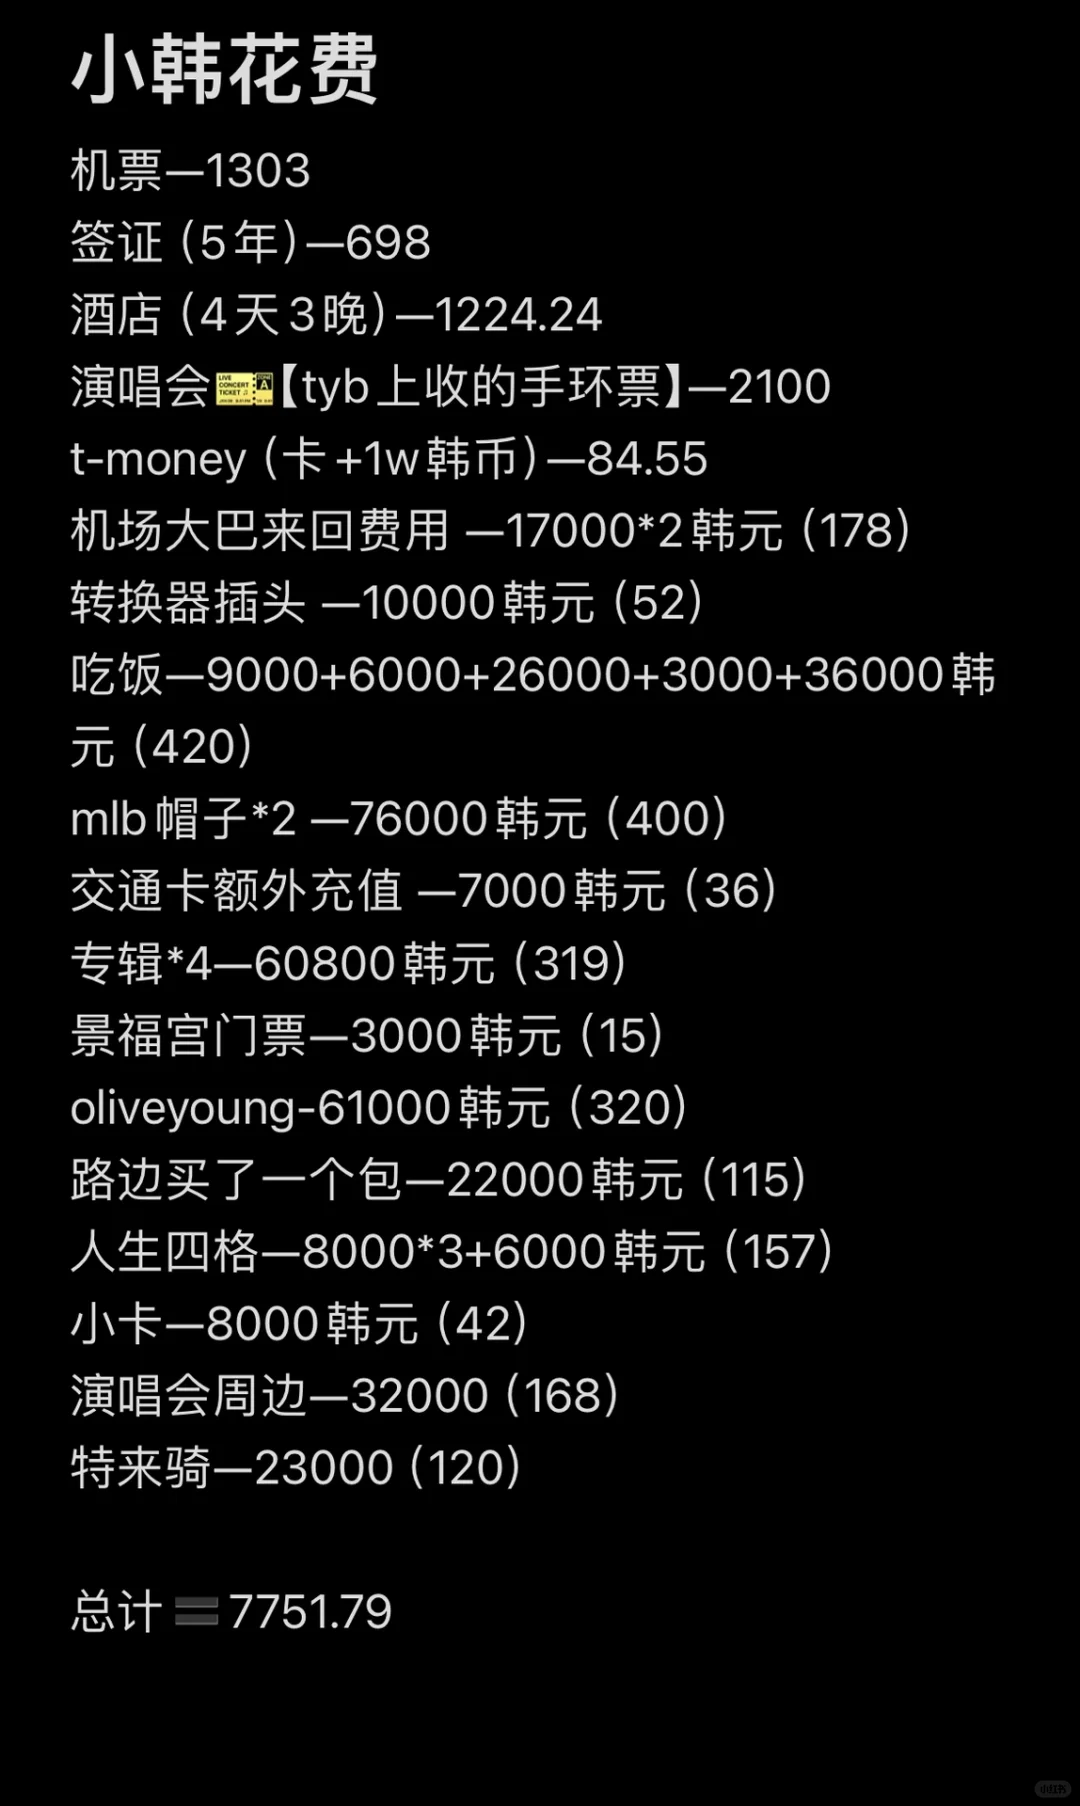 小韩花费
机票—1303
签证（5年）—698
酒店（4天3晚）—1224.24
演唱会🎫【tyb上收的手环票】—2100
t-money（卡+1w韩币）—84.55
机场大巴来回费用 —17000*2韩元（178）
转换器插头 —10000韩元（52）
吃饭—9000+6000+26000+3000+36000韩
元（420）
mlb帽子*2 —76000韩元（400）
交通卡额外充值 —7000韩元（36）
专辑*4—60800韩元（319）
景福宫门票—3000韩元（15）
oliveyoung-61000韩元（320）
路边买了一个包—22000韩元（115）
人生四格—8000*3+6000韩元（157）
小卡—8000韩元（42）
演唱会周边—32000（168）
特来骑—23000（120）
总计 🟰 7751.79
小红书